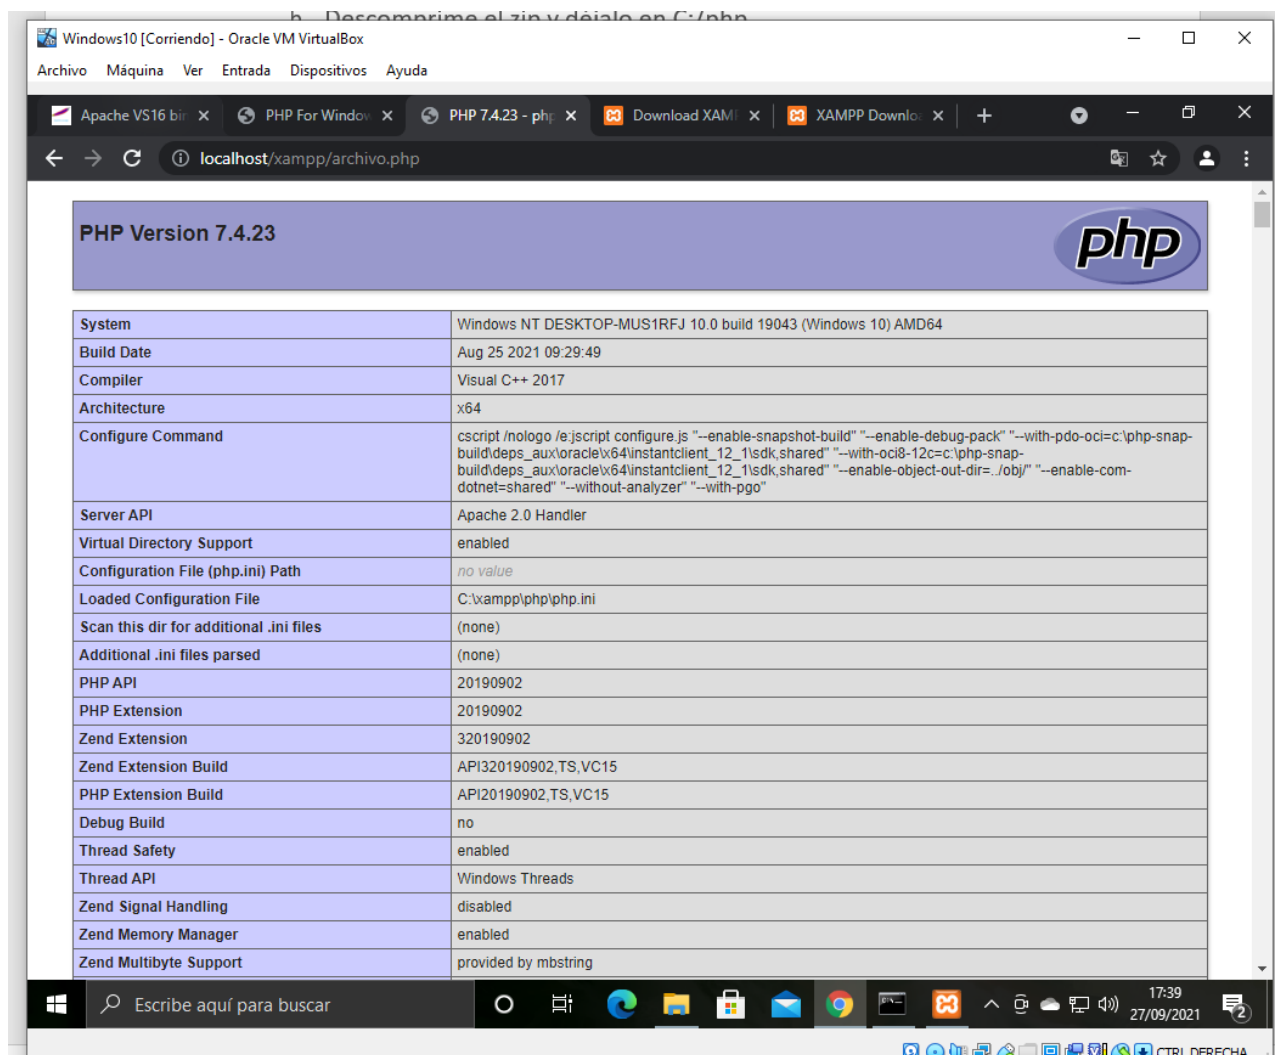 b. Descomprime el zip y déjalo en C:/php
Windows10 [Corriendo] - Oracle VM VirtualBox
Archivo Máquina Ver Entrada Dispositivos Ayuda
Apache VS16 bin PHP For Window PHP 7.4.23 - php Download XAM XAMPP Downlo
localhost/xampp/archivo.php
PHP Version 7.4.23
php
System Windows NT DESKTOP-MUS1RFJ 10.0 build 19043 (Windows 10) AMD64
Build Date Aug 25 2021 09:29:49
Compiler Visual C++ 2017
Architecture x64
Configure Command cscript /nologo /e:jscript configure.js "--enable-snapshot-build" "--enable-debug-pack" "--with-pdo-oci=c:\php-snap-
build\deps_aux\oracle\x64\instantclient_12_1\sdk,shared" "--with-oci8-12c=c:\php-snap-
build\deps_aux\oracle\x64\instantclient_12_1\sdk,shared" "--enable-object-out-dir=../obj/" "--enable-com-
dotnet=shared" "--without-analyzer" "--with-pgo"
Server API Apache 2.0 Handler
Virtual Directory Support enabled
Configuration File (php.ini) Path no value
Loaded Configuration File C:\xampp\php\php.ini
Scan this dir for additional .ini files (none)
Additional .ini files parsed (none)
PHP API 20190902
PHP Extension 20190902
Zend Extension 320190902
Zend Extension Build API320190902,TS,VC15
PHP Extension Build API20190902,TS,VC15
Debug Build no
Thread Safety enabled
Thread API Windows Threads
Zend Signal Handling disabled
Zend Memory Manager enabled
Zend Multibyte Support provided by mbstring
Escribe aquí para buscar
17:39
27/09/2021
2
CTRL DERECHA